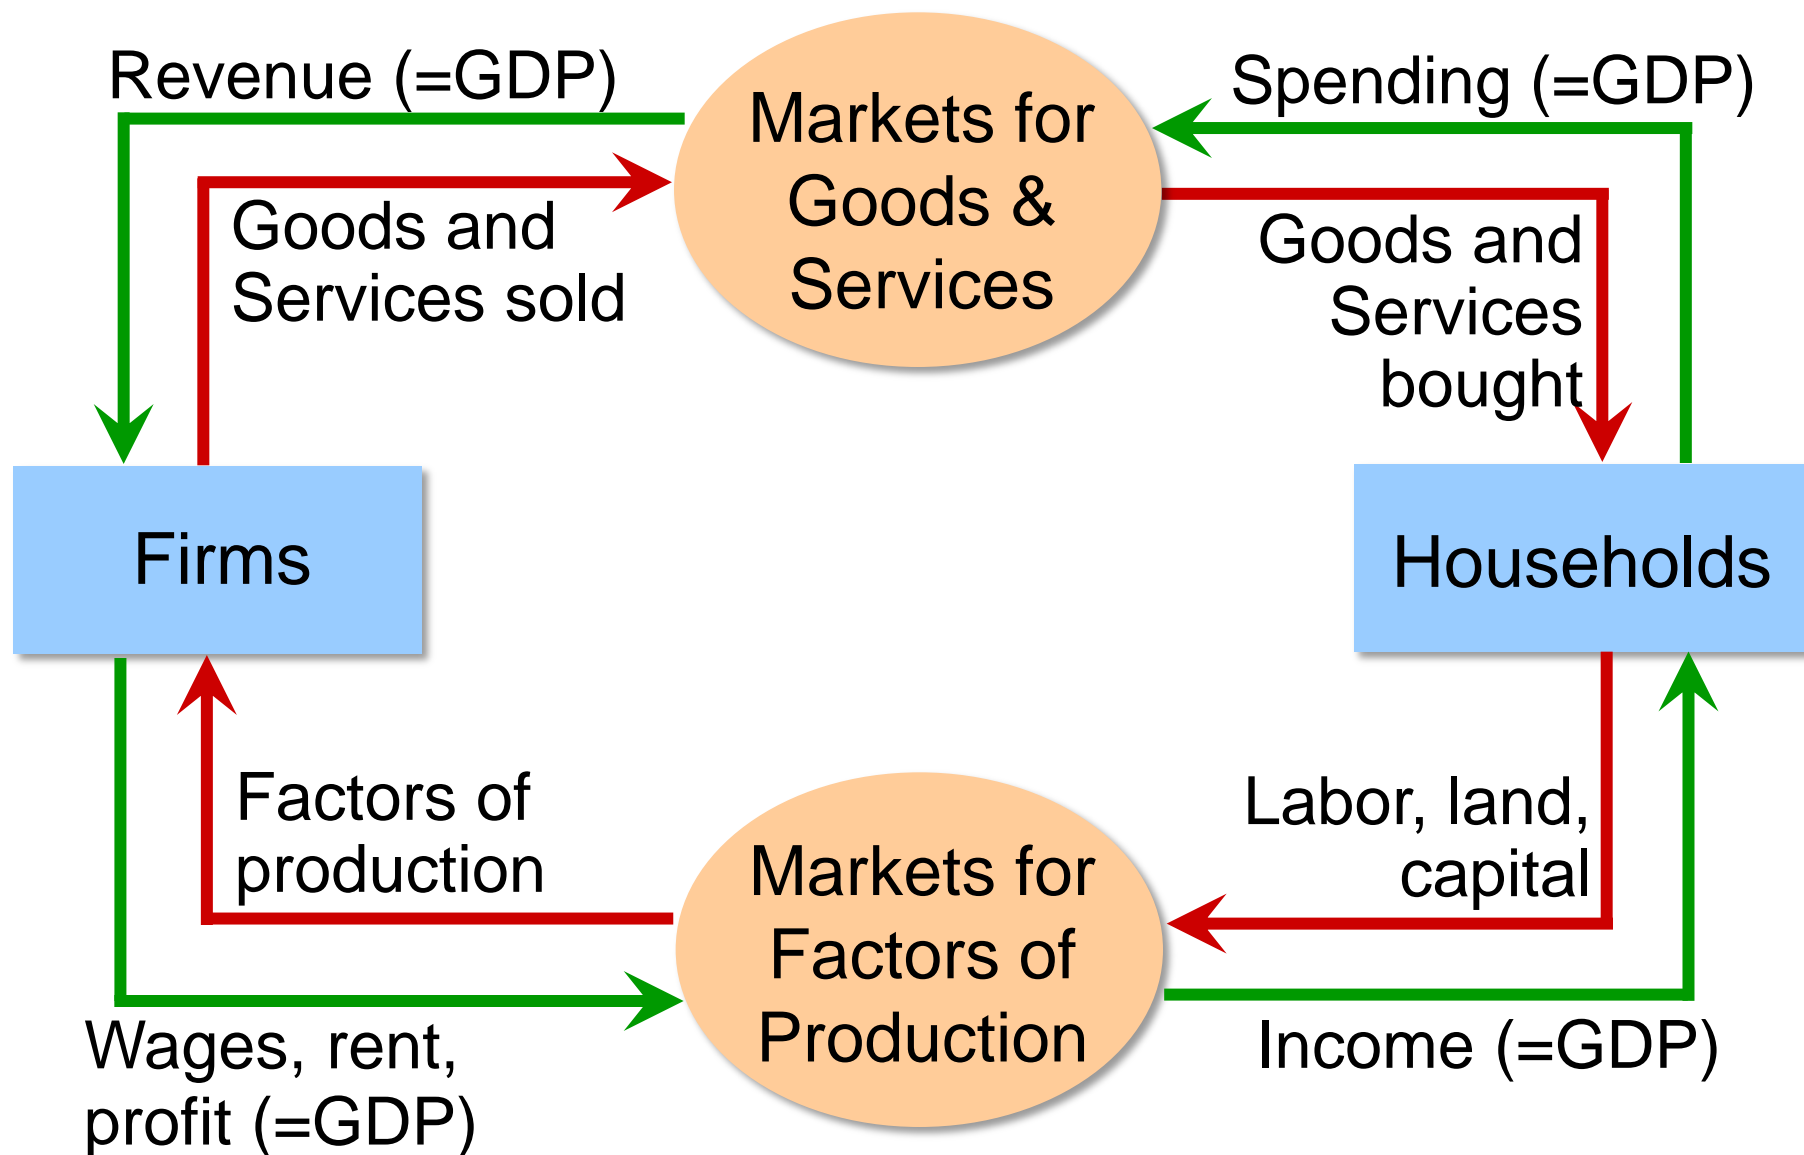 Revenue (=GDP)
Markets for
Goods &
Services
Spending (=GDP)
Goods and
Services sold
Goods and
Services
bought
Firms
Households
Factors of
production
Markets for
Factors of
Production
Labor, land,
capital
Wages, rent,
profit (=GDP)
Income (=GDP)